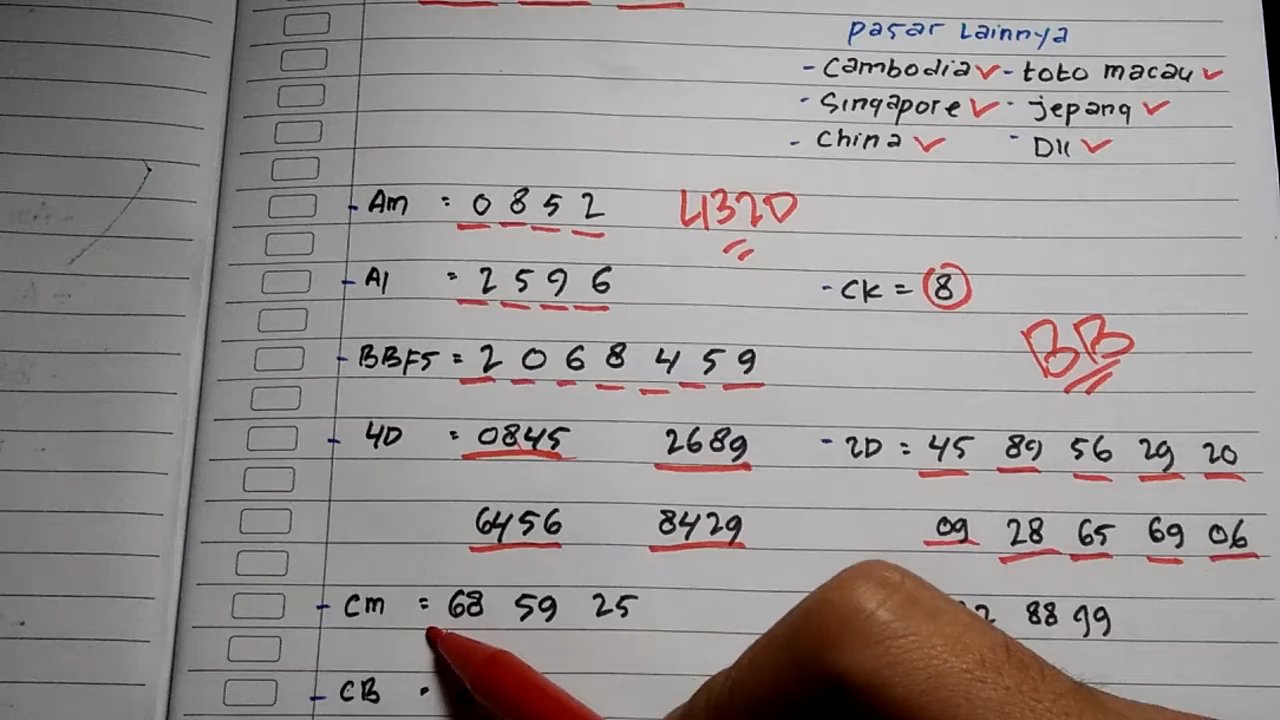 Pasar Lainnya
- Cambodia ✓ - toto macau ✓
- Singapore ✓ - jepang ✓
- China ✓ - Dll ✓
- Am = 0 8 5 2 432D
- AI = 2 5 9 6 - CK = 8
- BBFS = 2 0 6 8 4 5 9 BB
- 4D = 0845 2689 - 2D = 45 89 56 29 20
6456 8429 09 28 65 69 06
- Cm = 68 59 25 88 99
- CB